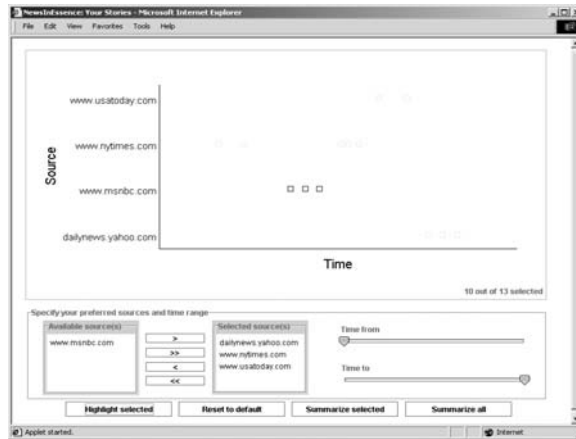 NewsInEssence: Your Stories - Microsoft Internet Explorer
File Edit View Favorites Tools Help
www.usatoday.com
www.nytimes.com
Source
www.msnbc.com
dailynews.yahoo.com
Time
10 out of 13 selected
Specify your preferred sources and time range
Available source(s)
www.msnbc.com
>
>>
<
<<
Selected source(s)
dailynews.yahoo.com
www.nytimes.com
www.usatoday.com
Time from
Time to
Highlight selected Reset to default Summarize selected Summarize all
Applet started. Internet